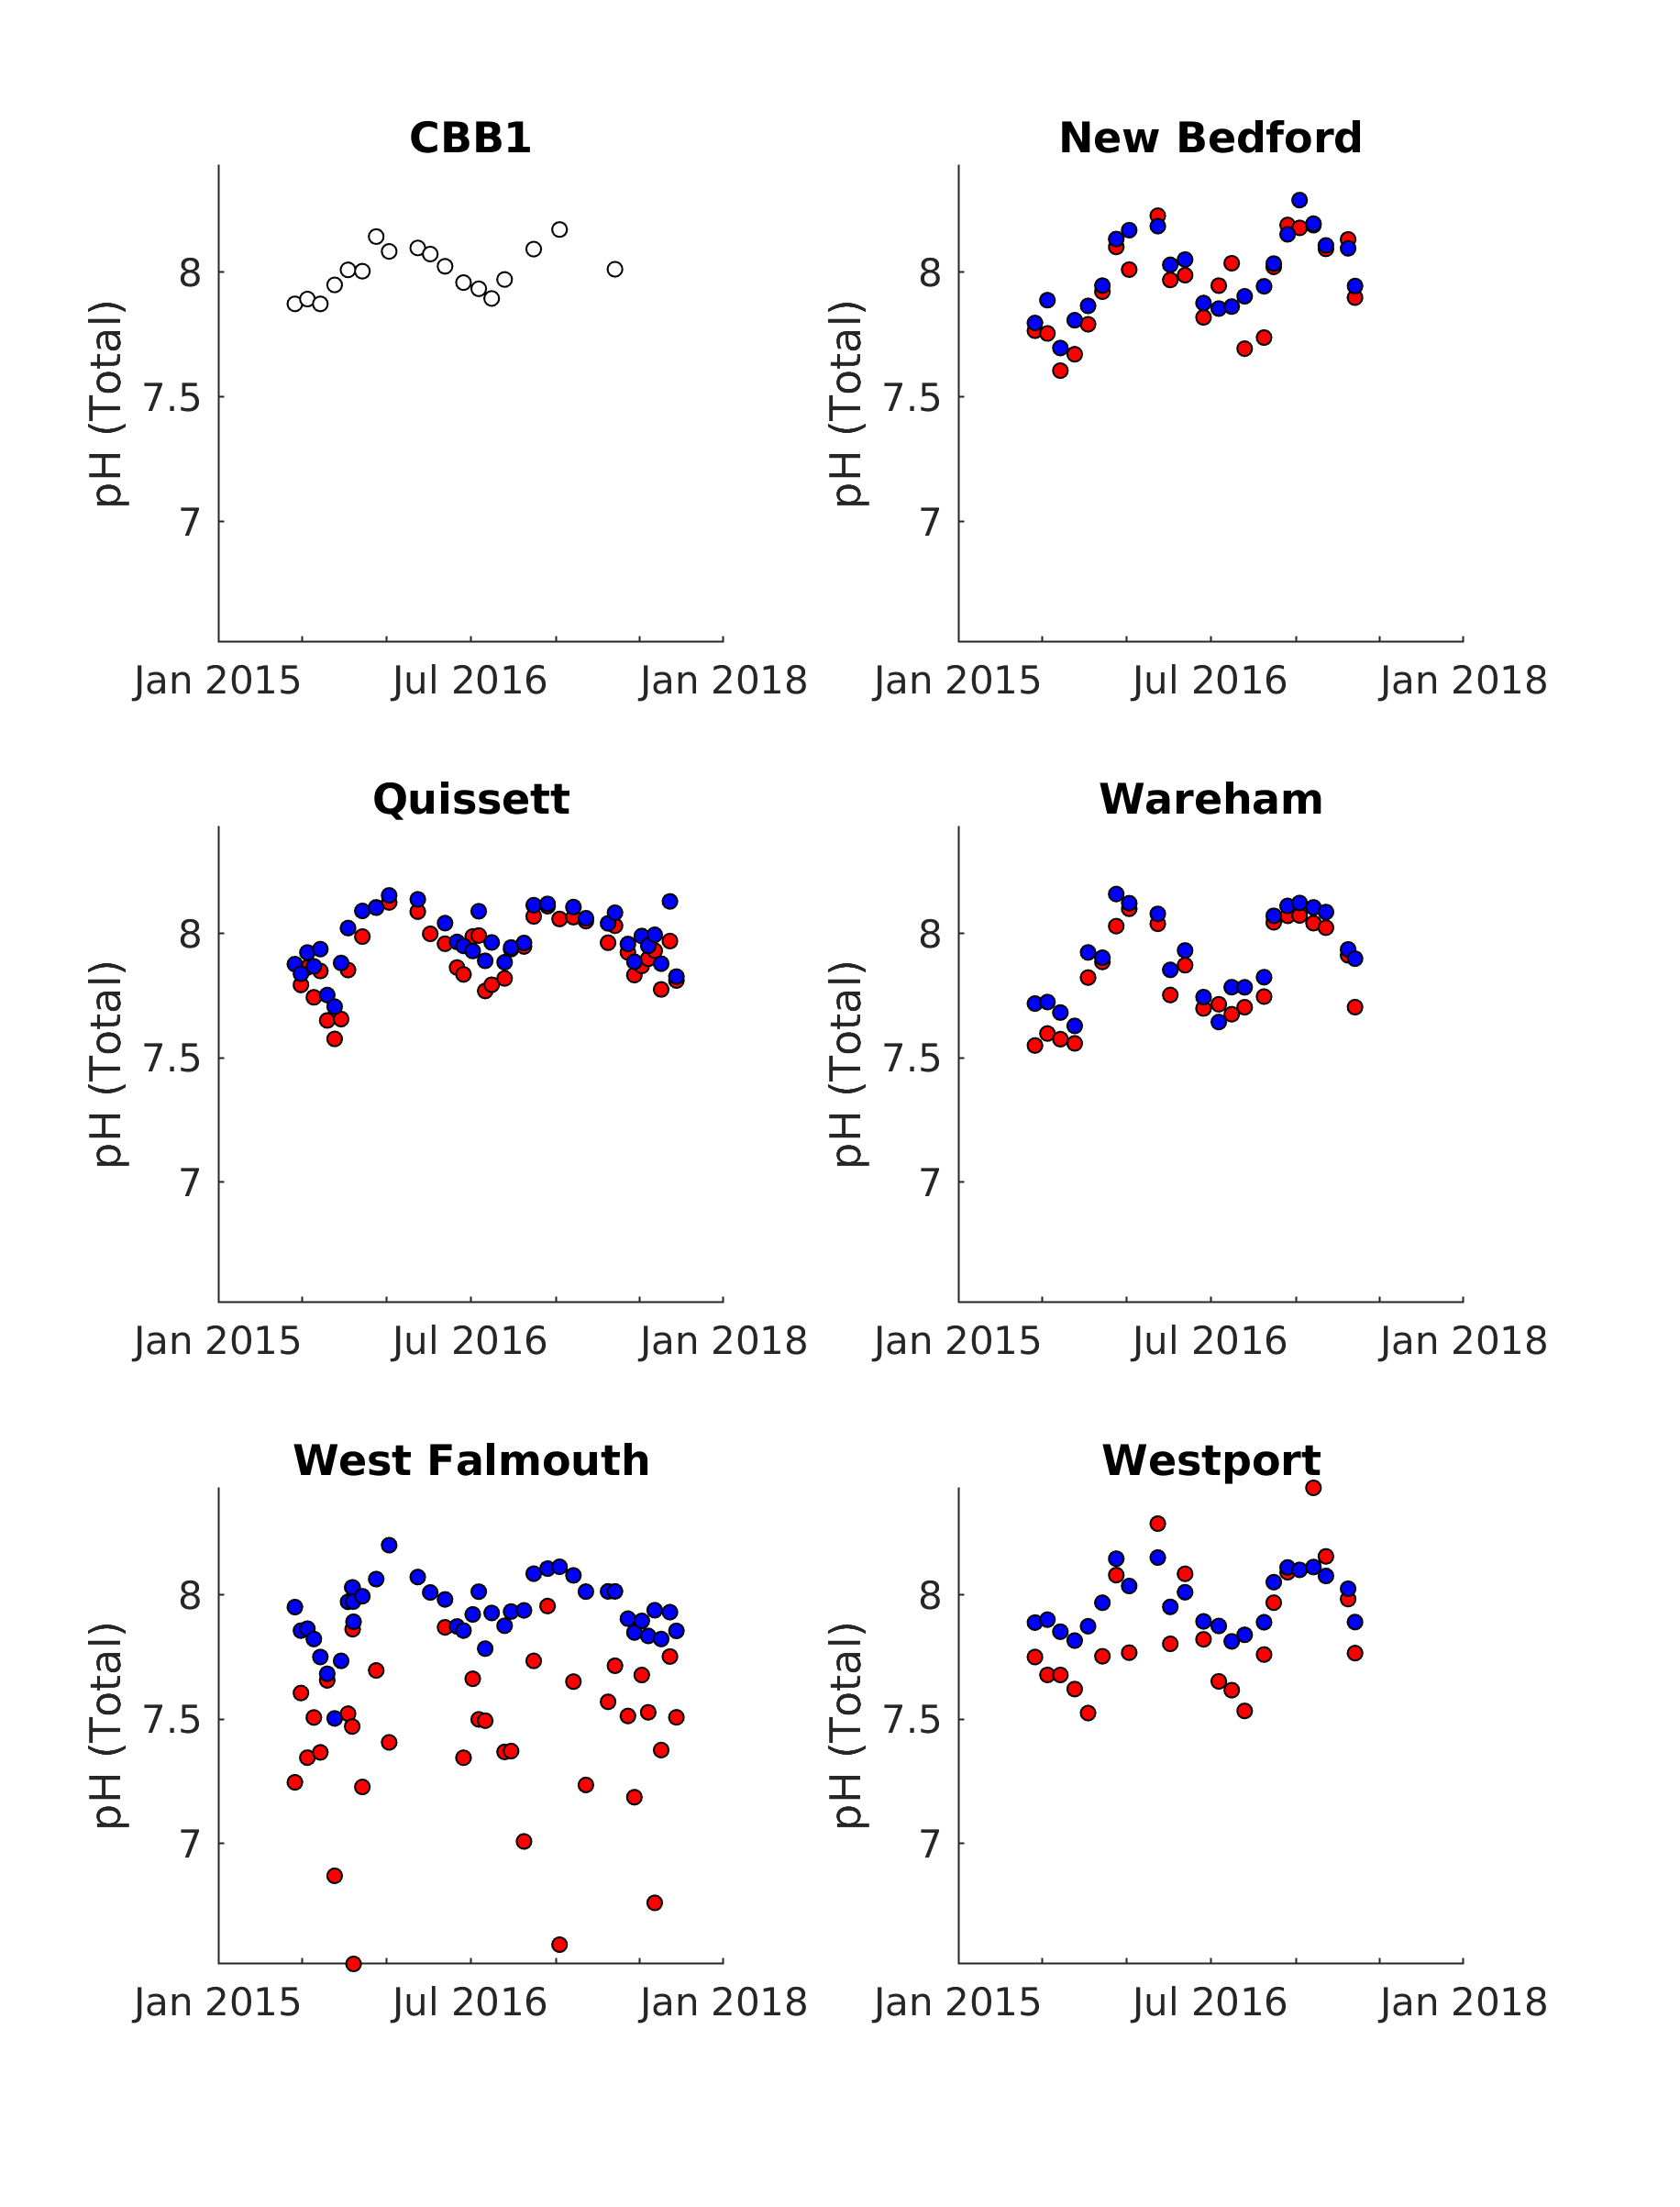 CBB1
pH (Total)
8
7.5
7
Jan 2015 Jul 2016 Jan 2018
New Bedford
pH (Total)
8
7.5
7
Jan 2015 Jul 2016 Jan 2018
Quissett
pH (Total)
8
7.5
7
Jan 2015 Jul 2016 Jan 2018
Wareham
pH (Total)
8
7.5
7
Jan 2015 Jul 2016 Jan 2018
West Falmouth
pH (Total)
8
7.5
7
Jan 2015 Jul 2016 Jan 2018
Westport
pH (Total)
8
7.5
7
Jan 2015 Jul 2016 Jan 2018